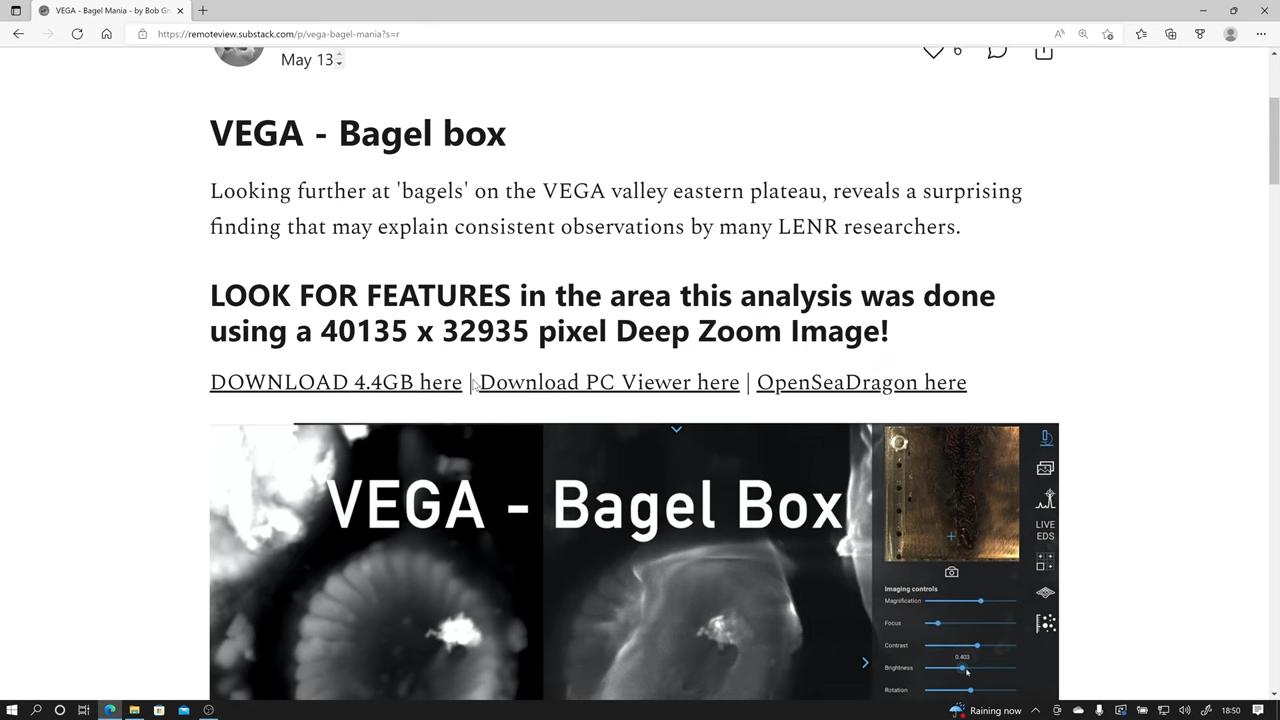 VEGA - Bagel Mania - by Bob Gr
https://remoteview.substack.com/p/vega-bagel-mania?s=r
May 13
6
VEGA - Bagel box
Looking further at 'bagels' on the VEGA valley eastern plateau, reveals a surprising
finding that may explain consistent observations by many LENR researchers.
LOOK FOR FEATURES in the area this analysis was done
using a 40135 x 32935 pixel Deep Zoom Image!
DOWNLOAD 4.4GB here | Download PC Viewer here | OpenSeaDragon here
VEGA - Bagel Box
LIVE
EDS
Imaging controls
Magnification
Focus
Contrast
0.403
Brightness
Rotation
Raining now
18:50